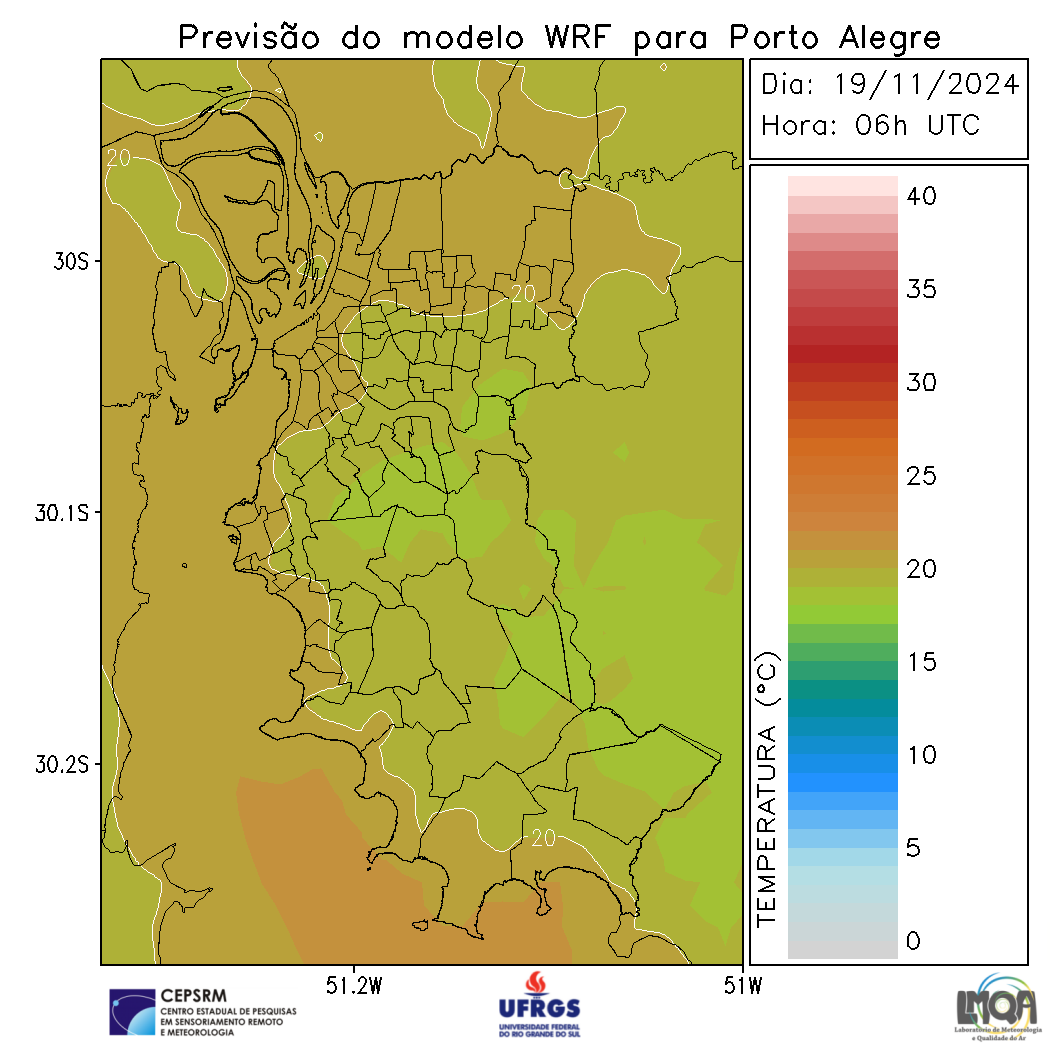 Previsão do modelo WRF para Porto Alegre
Dia: 19/11/2024
Hora: 06h UTC
20
20
20
30S
30.1S
30.2S
51.2W
51W
40
35
30
25
20
15
10
5
0
TEMPERATURA (°C)
CEPSRM
CENTRO ESTADUAL DE PESQUISAS
EM SENSORIAMENTO REMOTO
E METEOROLOGIA
UFRGS
UNIVERSIDADE FEDERAL
DO RIO GRANDE DO SUL
LMQA
Laboratório de Meteorologia
e Qualidade do Ar